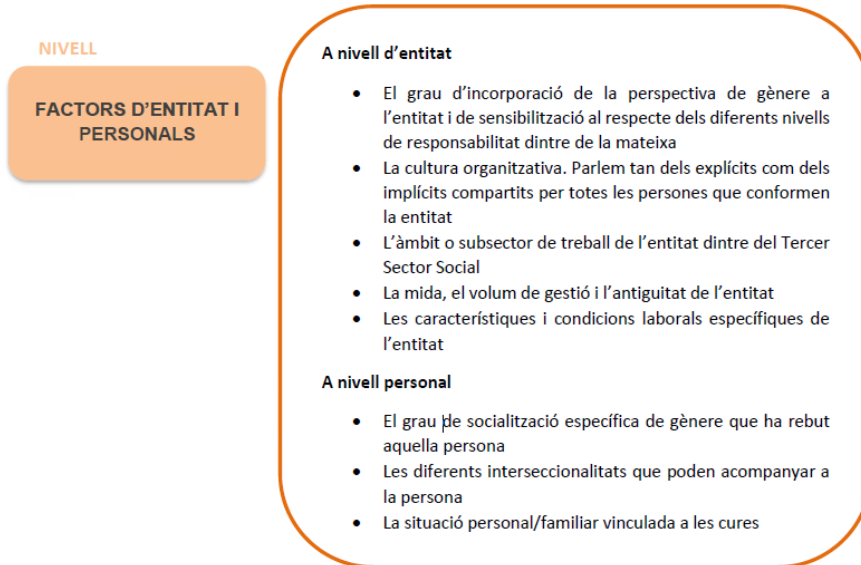 NIVELL
FACTORS D'ENTITAT I
PERSONALS
A nivell d'entitat
• El grau d'incorporació de la perspectiva de gènere a
l'entitat i de sensibilització al respecte dels diferents nivells
de responsabilitat dintre de la mateixa
• La cultura organitzativa. Parlem tan dels explícits com dels
implícits compartits per totes les persones que conformen
la entitat
• L'àmbit o subsector de treball de l'entitat dintre del Tercer
Sector Social
• La mida, el volum de gestió i l'antiguitat de l'entitat
• Les característiques i condicions laborals específiques de
l'entitat
A nivell personal
• El grau de socialització específica de gènere que ha rebut
aquella persona
• Les diferents interseccionalitats que poden acompanyar a
la persona
• La situació personal/familiar vinculada a les cures